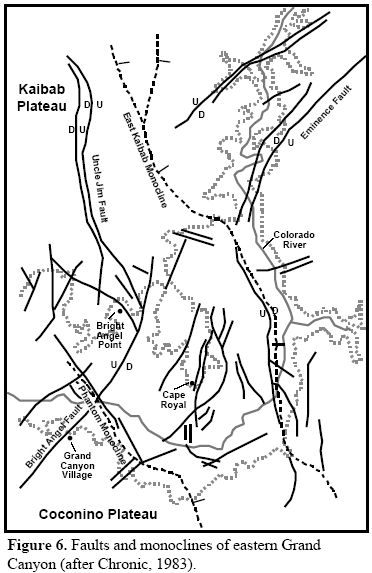 Kaibab
Plateau
D U
D U
Uncle Jim Fault
East Kaibab Monocline
U
D
D U
Eminence Fault
Colorado
River
Bright
Angel
Point
U D
U D
Cape
Royal
Bright Angel Fault
Phantom Monocline
Grand
Canyon
Village
Coconino Plateau
Figure 6. Faults and monoclines of eastern Grand
Canyon (after Chronic, 1983).